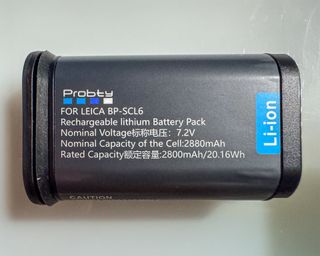 Probty
FOR LEICA BP-SCL6
Rechargeable lithium Battery Pack
Nominal Voltage标称电压：7.2V
Nominal Capacity of the Cell:2880mAh
Rated Capacity额定容量:2800mAh/20.16Wh
CAUTION
Li-ion